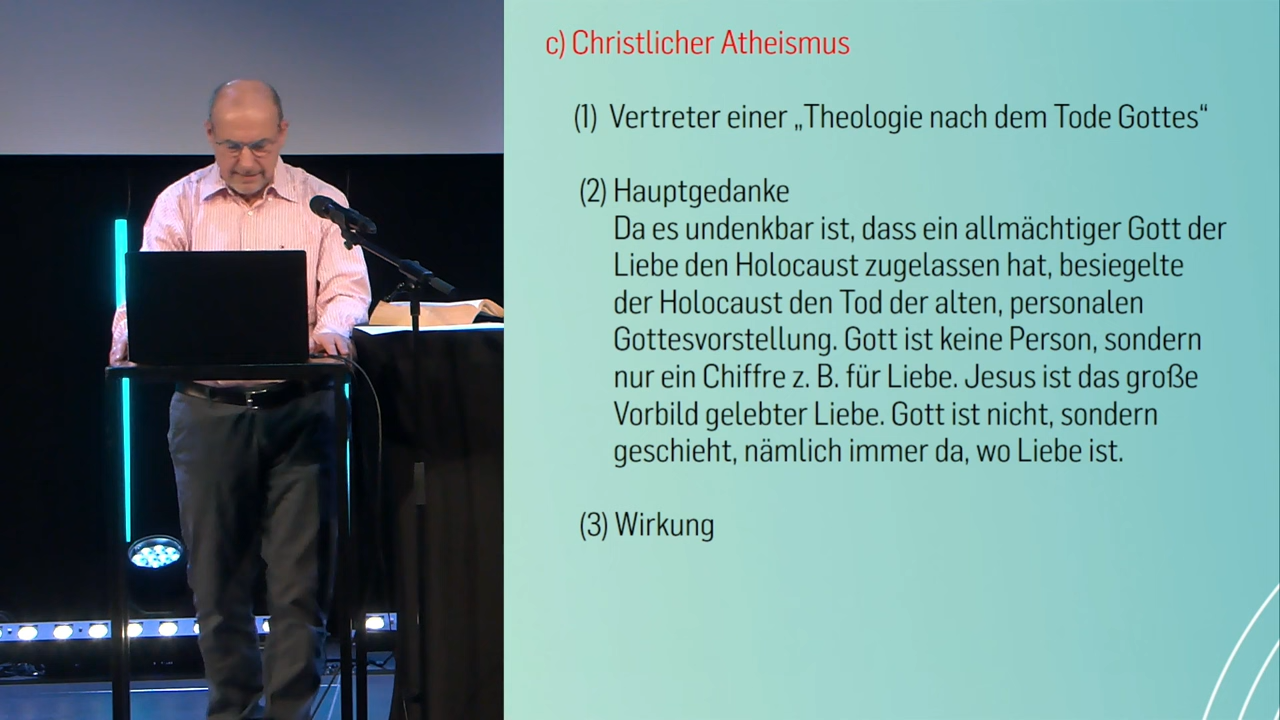 c) Christlicher Atheismus
(1) Vertreter einer „Theologie nach dem Tode Gottes“
(2) Hauptgedanke
Da es undenkbar ist, dass ein allmächtiger Gott der
Liebe den Holocaust zugelassen hat, besiegelte
der Holocaust den Tod der alten, personalen
Gottesvorstellung. Gott ist keine Person, sondern
nur ein Chiffre z. B. für Liebe. Jesus ist das große
Vorbild gelebter Liebe. Gott ist nicht, sondern
geschieht, nämlich immer da, wo Liebe ist.
(3) Wirkung